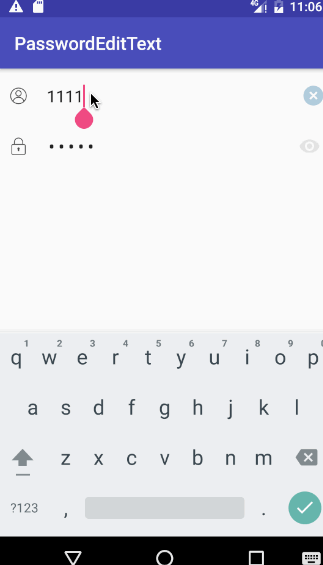 4G 11:06
PasswordEditText
1111
•••••
1 2 3 4 5 6 7 8 9 0
q w e r t y u i o p
a s d f g h j k l
z x c v b n m
?123 , .